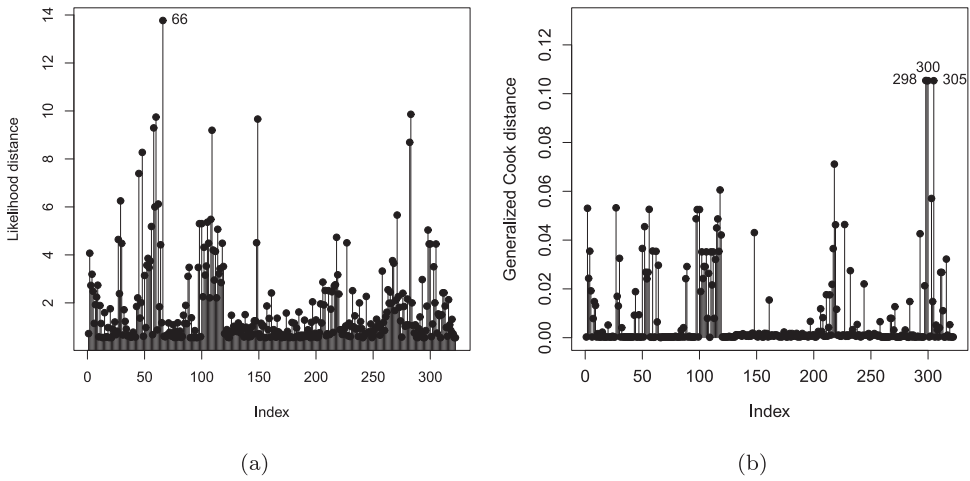 14
12
10
8
6
4
2
Likelihood distance
66
0 50 100 150 200 250 300
Index
(a)
0.12
0.10
0.08
0.06
0.04
0.02
0.00
Generalized Cook distance
300
298 305
0 50 100 150 200 250 300
Index
(b)